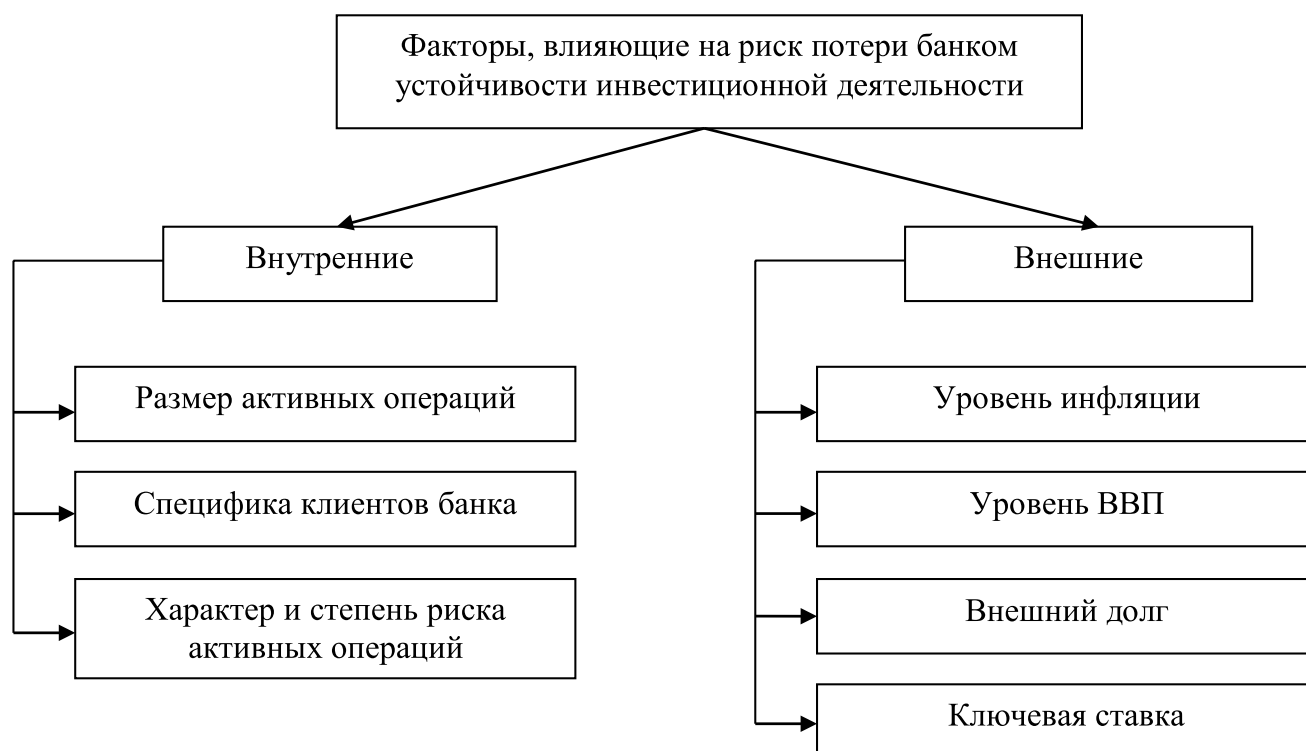 Факторы, влияющие на риск потери банком
устойчивости инвестиционной деятельности
Внутренние
Внешние
Размер активных операций
Уровень инфляции
Специфика клиентов банка
Уровень ВВП
Характер и степень риска
активных операций
Внешний долг
Ключевая ставка